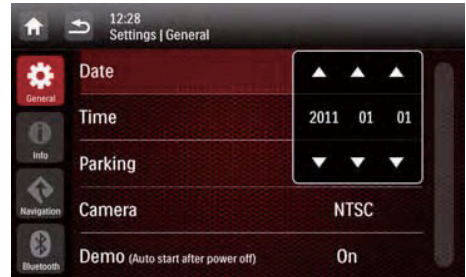 12:28
Settings | General
General
Date
Time
2011 01 01
Info
Parking
Navigation
Camera NTSC
Bluetooth
Demo (Auto start after power off) On